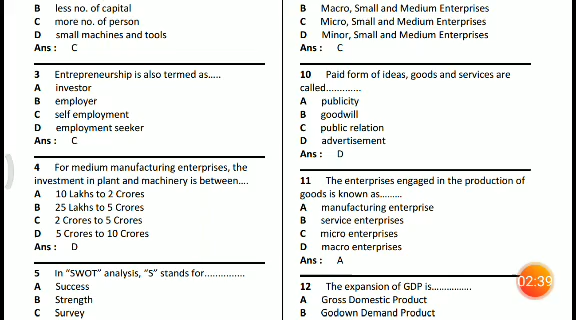 B less no. of capital
C more no. of person
D small machines and tools
Ans : C
3 Entrepreneurship is also termed as.....
A investor
B employer
C self employment
D employment seeker
Ans : C
4 For medium manufacturing enterprises, the
investment in plant and machinery is between....
A 10 Lakhs to 2 Crores
B 25 Lakhs to 5 Crores
C 2 Crores to 5 Crores
D 5 Crores to 10 Crores
Ans : D
5 In “SWOT” analysis, “S” stands for...............
A Success
B Strength
C Survey
B Macro, Small and Medium Enterprises
C Micro, Small and Medium Enterprises
D Minor, Small and Medium Enterprises
Ans : C
10 Paid form of ideas, goods and services are
called.............
A publicity
B goodwill
C public relation
D advertisement
Ans : D
11 The enterprises engaged in the production of
goods is known as.........
A manufacturing enterprise
B service enterprises
C micro enterprises
D macro enterprises
Ans : A
12 The expansion of GDP is................
A Gross Domestic Product
B Godown Demand Product
02:39